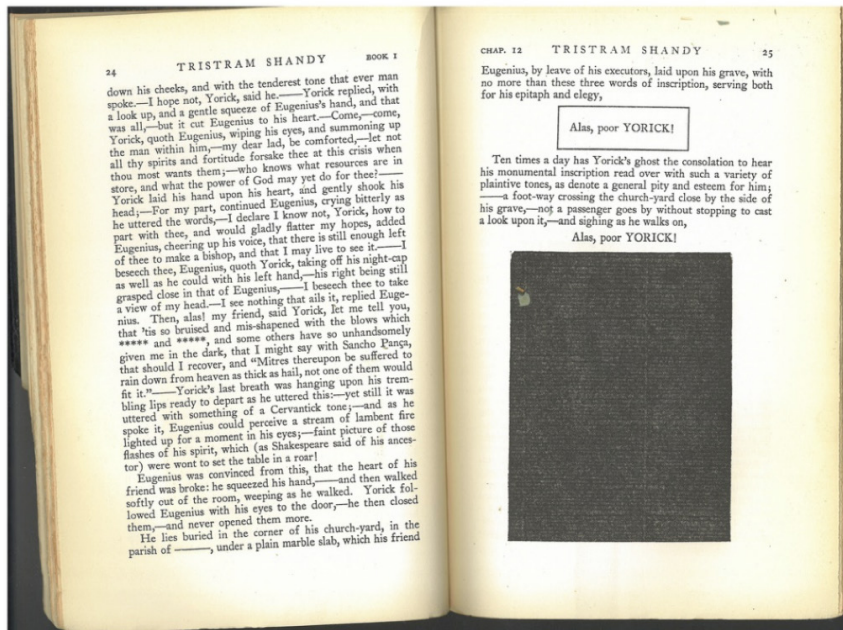 24 TRISTRAM SHANDY BOOK I
down his cheeks, and with the tenderest tone that ever man
spoke.—I hope not, Yorick, said he.——Yorick replied, with
a look up, and a gentle squeeze of Eugenius's hand, and that
was all,—but it cut Eugenius to his heart.—Come,—come,
Yorick, quoth Eugenius, wiping his eyes, and summoning up
the man within him,—my dear lad, be comforted,—let not
all thy spirits and fortitude forsake thee at this crisis when
thou most wants them;—who knows what resources are in
store, and what the power of God may yet do for thee?——
Yorick laid his hand upon his heart, and gently shook his
head;—For my part, continued Eugenius, crying bitterly as
he uttered the words,—I declare I know not, Yorick, how to
part with thee, and would gladly flatter my hopes, added
Eugenius, cheering up his voice, that there is still enough left
of thee to make a bishop, and that I may live to see it.——I
beseech thee, Eugenius, quoth Yorick, taking off his night-cap
as well as he could with his left hand,—his right being still
grasped close in that of Eugenius,——I beseech thee to take
a view of my head.—I see nothing that ails it, replied Euge-
nius. Then, alas! my friend, said Yorick, let me tell you,
that 'tis so bruised and mis-shapened with the blows which
***** and *****, and some others have so unhandsomely
given me in the dark, that I might say with Sancho Pança,
that should I recover, and "Mitres thereupon be suffered to
rain down from heaven as thick as hail, not one of them would
fit it."——Yorick's last breath was hanging upon his trem-
bling lips ready to depart as he uttered this:—yet still it was
uttered with something of a Cervantick tone;—and as he
spoke it, Eugenius could perceive a stream of lambent fire
lighted up for a moment in his eyes;—faint picture of those
flashes of his spirit, which (as Shakespeare said of his ances-
tor) were wont to set the table in a roar!
Eugenius was convinced from this, that the heart of his
friend was broke: he squeezed his hand,——and then walked
softly out of the room, weeping as he walked. Yorick fol-
lowed Eugenius with his eyes to the door,—he then closed
them,—and never opened them more.
He lies buried in the corner of his church-yard, in the
parish of ———, under a plain marble slab, which his friend
CHAP. 12 TRISTRAM SHANDY 25
Eugenius, by leave of his executors, laid upon his grave, with
no more than these three words of inscription, serving both
for his epitaph and elegy,
Alas, poor YORICK!
Ten times a day has Yorick's ghost the consolation to hear
his monumental inscription read over with such a variety of
plaintive tones, as denote a general pity and esteem for him;
——a foot-way crossing the church-yard close by the side of
his grave,—not a passenger goes by without stopping to cast
a look upon it,—and sighing as he walks on,
Alas, poor YORICK!